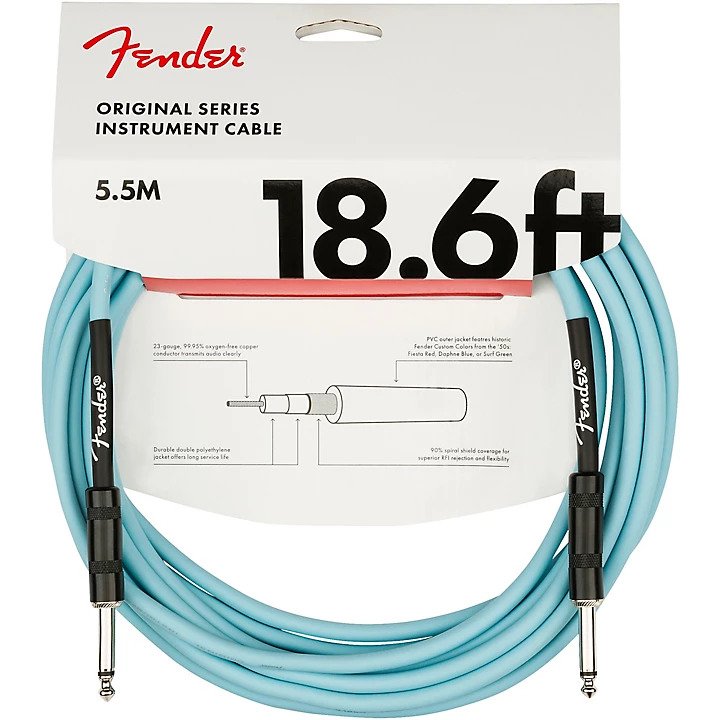 Fender®
ORIGINAL SERIES
INSTRUMENT CABLE
5.5M
18.6ft
23-gauge, 99.95% oxygen-free copper
conductor transmits audio clearly
PVC outer jacket featres historic
Fender Custom Colors from the '50s:
Fiesta Red, Daphne Blue, or Surf Green
Durable double polyethylene
jacket offers long service life
90% spiral shield coverage for
superior RFI rejection and flexibility
Fender®
Fender®